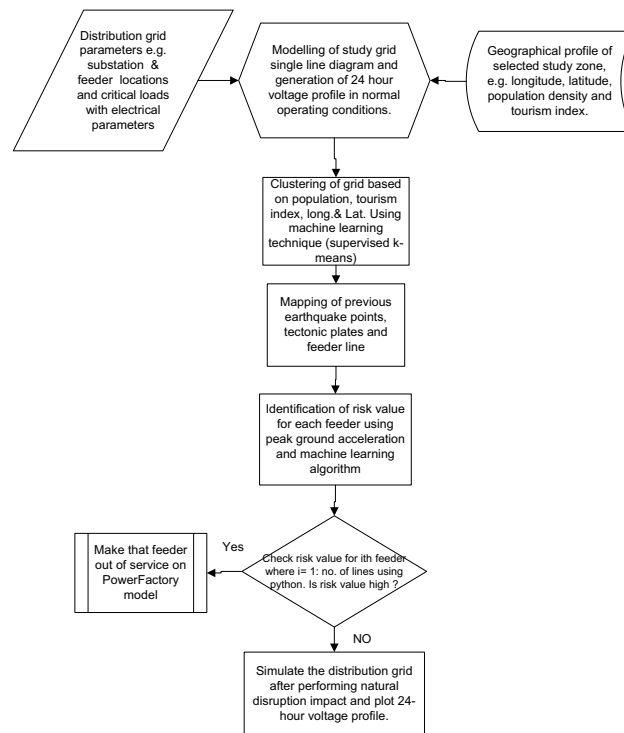 Distribution grid
parameters e.g.
substation &
feeder locations
and critical loads
with electrical
parameters
Modelling of study grid
single line diagram and
generation of 24 hour
voltage profile in normal
operating conditions.
Geographical profile of
selected study zone,
e.g. longitude, latitude,
population density and
tourism index.
Clustering of grid based
on population, tourism
index, long.& Lat. Using
machine learning
technique (supervised k-
means)
Mapping of previous
earthquake points,
tectonic plates and
feeder line
Identification of risk value
for each feeder using
peak ground acceleration
and machine learning
algorithm
Check risk value for ith feeder
where i= 1: no. of lines using
python. Is risk value high ?
Yes
Make that feeder
out of service on
PowerFactory
model
NO
Simulate the distribution grid
after performing natural
disruption impact and plot 24-
hour voltage profile.